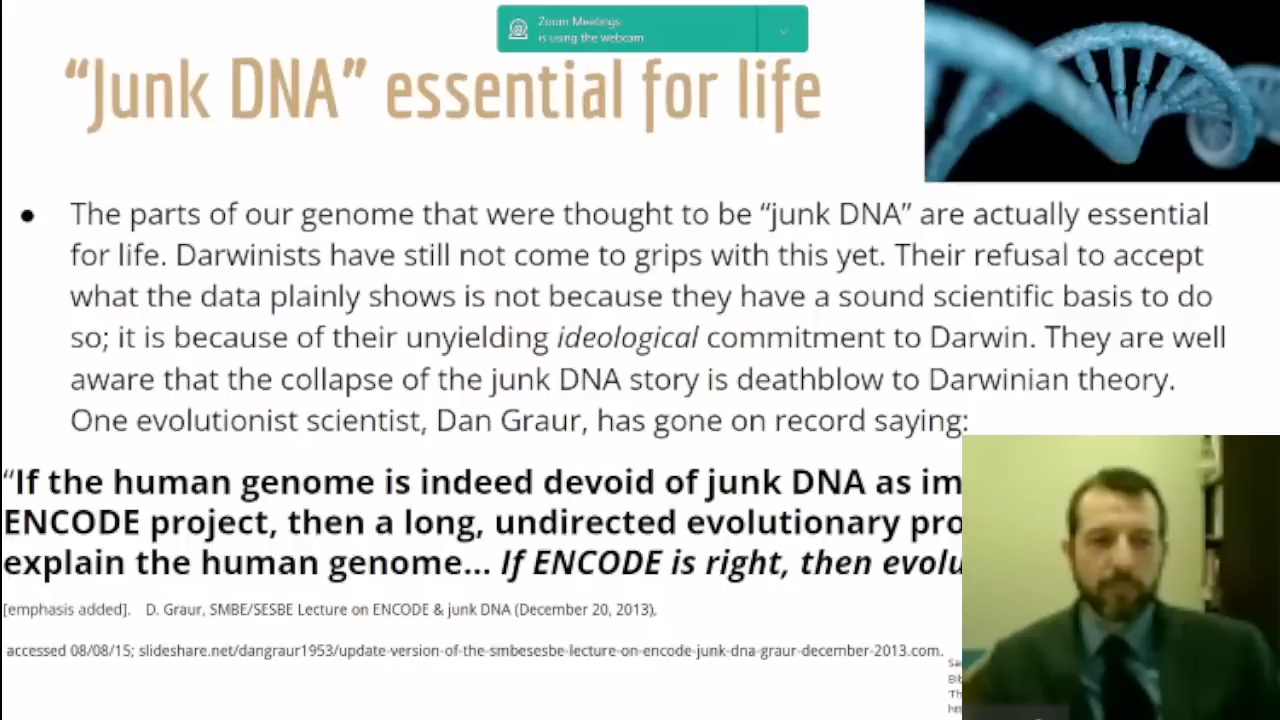 Zoom Meetings
is using the webcam
“Junk DNA” essential for life
● The parts of our genome that were thought to be “junk DNA” are actually essential
for life. Darwinists have still not come to grips with this yet. Their refusal to accept
what the data plainly shows is not because they have a sound scientific basis to do
so; it is because of their unyielding ideological commitment to Darwin. They are well
aware that the collapse of the junk DNA story is deathblow to Darwinian theory.
One evolutionist scientist, Dan Graur, has gone on record saying:
“If the human genome is indeed devoid of junk DNA as im
ENCODE project, then a long, undirected evolutionary pro
explain the human genome... If ENCODE is right, then evolu
[emphasis added]. D. Graur, SMBE/SESBE Lecture on ENCODE & junk DNA (December 20, 2013),
accessed 08/08/15; slideshare.net/dangraur1953/update-version-of-the-smbesesbe-lecture-on-encode-junk-dna-graur-december-2013.com.